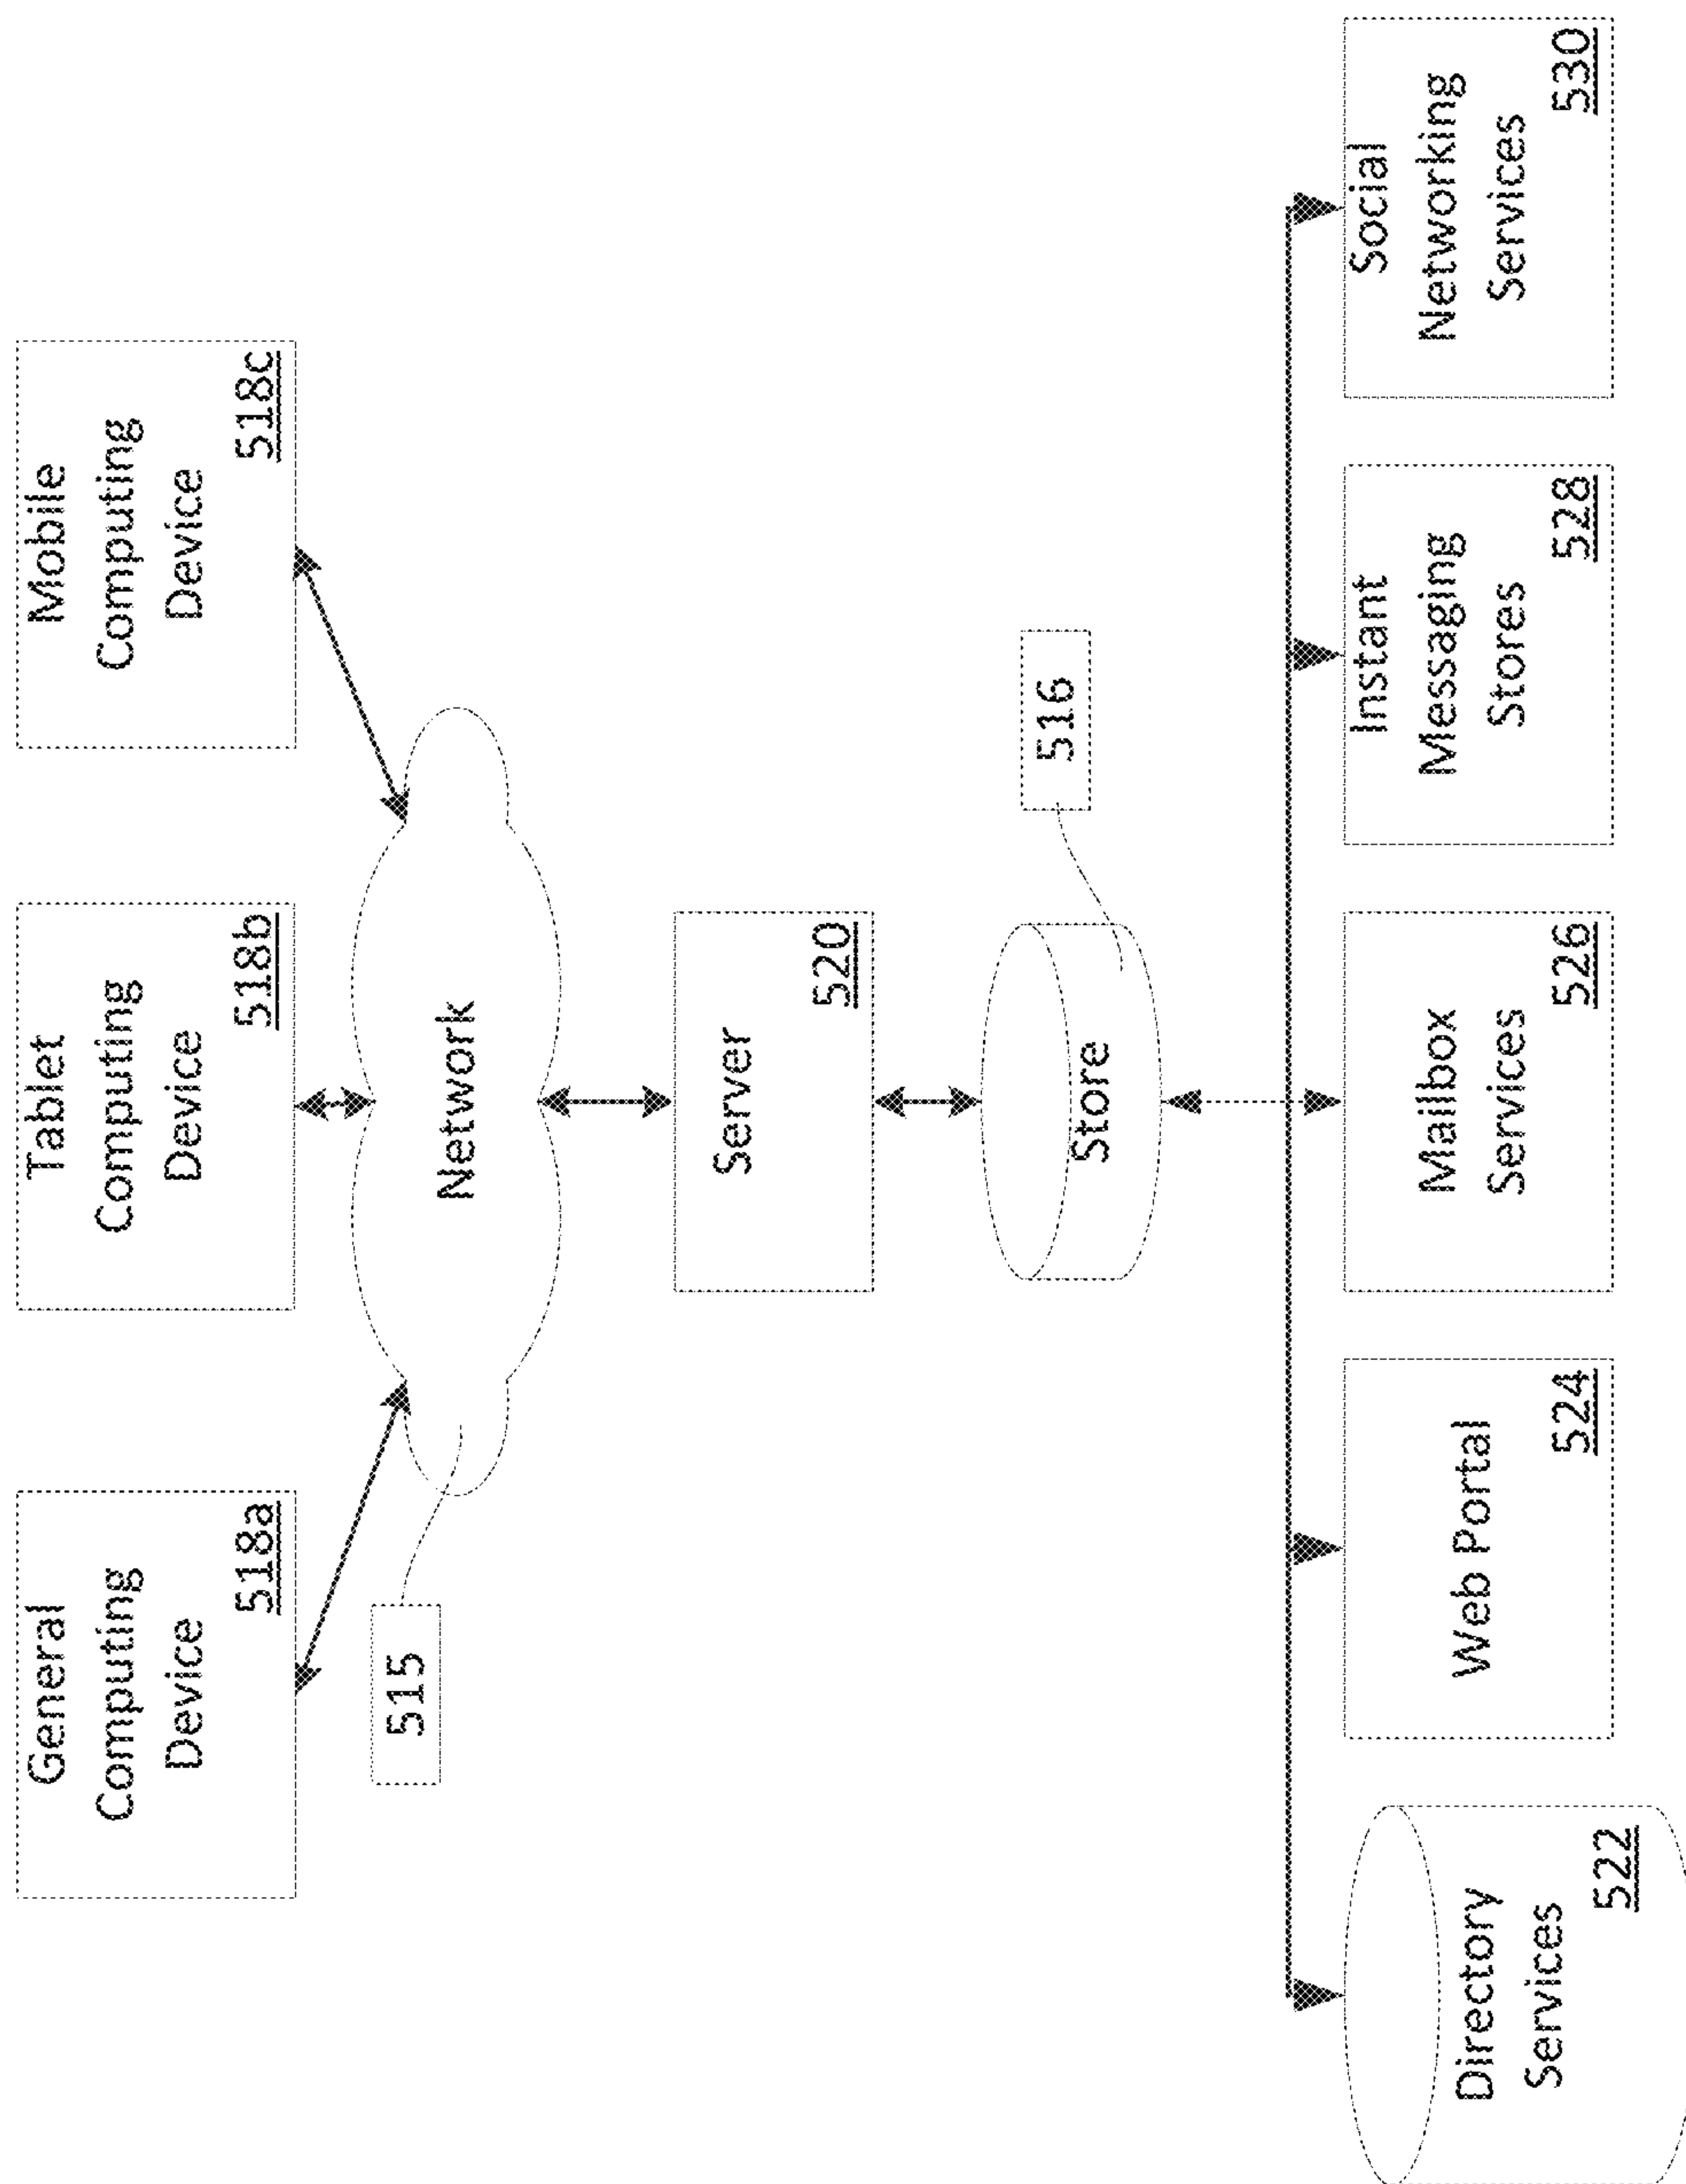 General
Computing
Device
518a
Tablet
Computing
Device
518b
Mobile
Computing
Device
518c
515
Network
Server
520
Store
516
Directory
Services
522
Web Portal
524
Mailbox
Services
526
Instant
Messaging
Stores
528
Social
Networking
Services
530